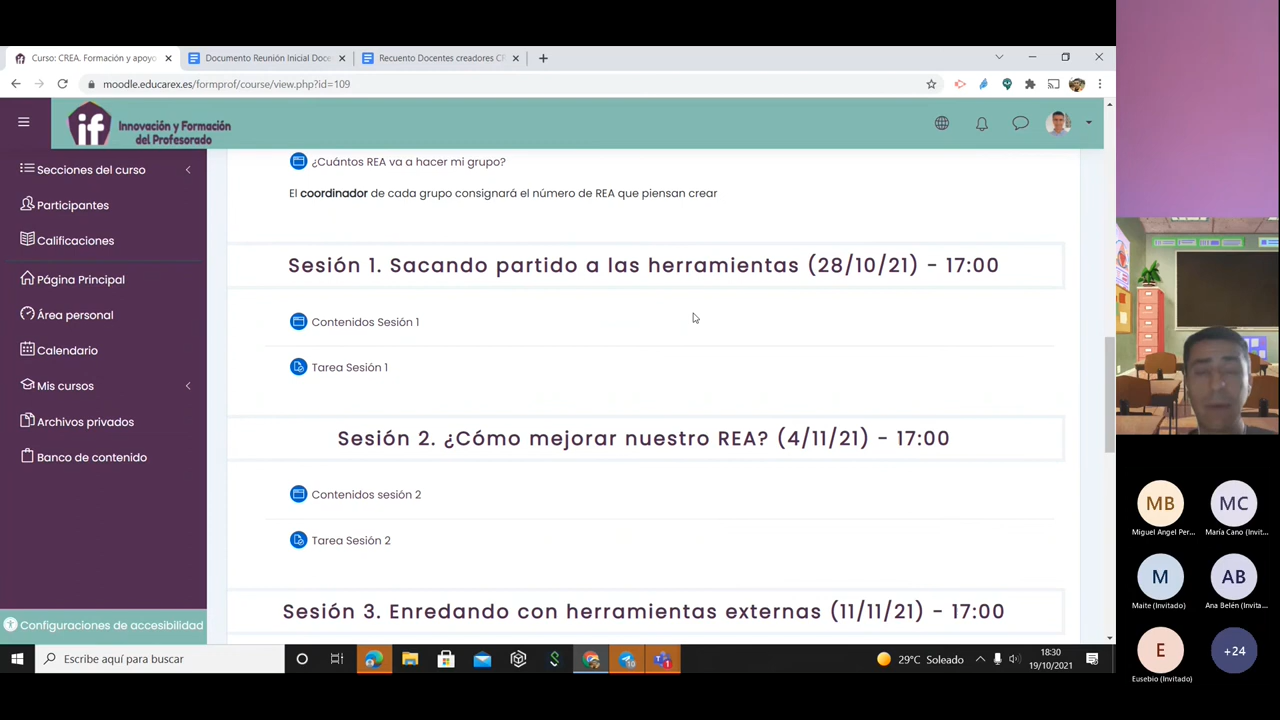 Curso: CREA. Formación y apoyo
Documento Reunión Inicial Doce
Recuento Docentes creadores CR
moodle.educarex.es/formprof/course/view.php?id=109
if Innovación y Formación
del Profesorado
Secciones del curso
Participantes
Calificaciones
Página Principal
Área personal
Calendario
Mis cursos
Archivos privados
Banco de contenido
Configuraciones de accesibilidad
¿Cuántos REA va a hacer mi grupo?
El coordinador de cada grupo consignará el número de REA que piensan crear
Sesión 1. Sacando partido a las herramientas (28/10/21) - 17:00
Contenidos Sesión 1
Tarea Sesión 1
Sesión 2. ¿Cómo mejorar nuestro REA? (4/11/21) - 17:00
Contenidos sesión 2
Tarea Sesión 2
Sesión 3. Enredando con herramientas externas (11/11/21) - 17:00
MB
MC
Miguel Angel Per...
María Cano (Invit...
M
AB
Maite (Invitado)
Ana Belén (Invita...
E
+24
Eusebio (Invitado)
Escribe aquí para buscar
29°C Soleado
18:30
19/10/2021